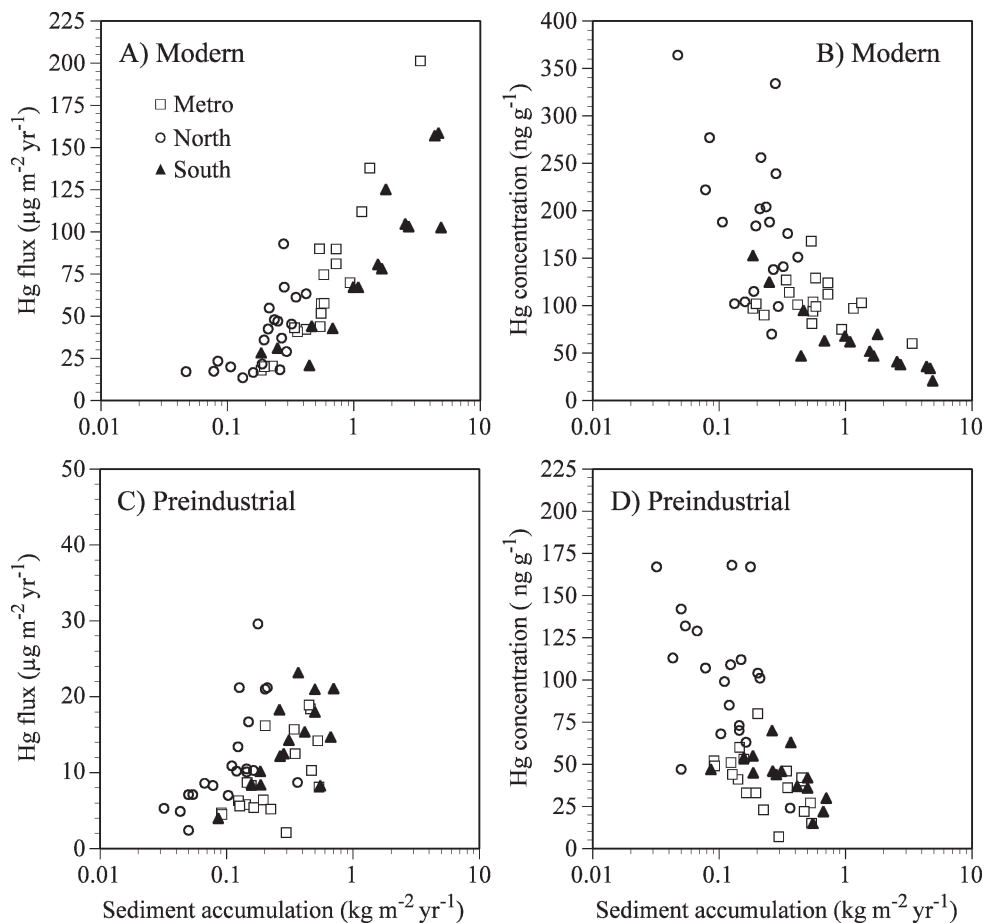 A) Modern
Metro
North
South
Hg flux (µg m-2 yr-1)
225
200
175
150
125
100
75
50
25
0
0.01 0.1 1 10
B) Modern
Hg concentration (ng g-1)
400
350
300
250
200
150
100
50
0
0.01 0.1 1 10
C) Preindustrial
Hg flux (µg m-2 yr-1)
50
40
30
20
10
0
0.01 0.1 1 10
Sediment accumulation (kg m-2 yr-1)
D) Preindustrial
Hg concentration ( ng g-1)
225
200
175
150
125
100
75
50
25
0
0.01 0.1 1 10
Sediment accumulation (kg m-2 yr-1)